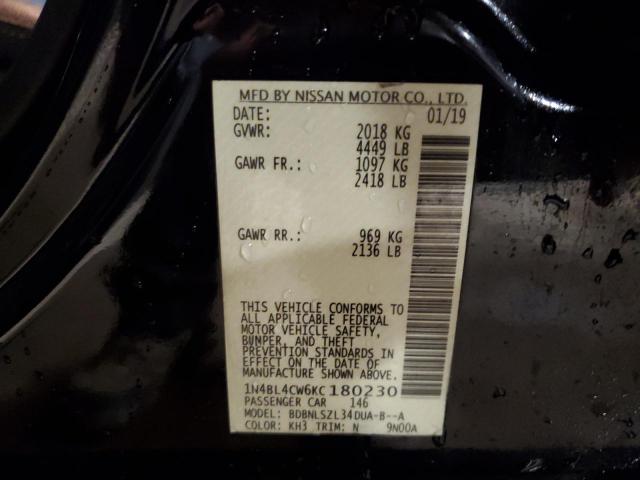 MFD BY NISSAN MOTOR CO., LTD.
DATE: 01/19
GVWR: 2018 KG
4449 LB
GAWR FR.: 1097 KG
2418 LB
GAWR RR.: 969 KG
2136 LB
THIS VEHICLE CONFORMS TO
ALL APPLICABLE FEDERAL
MOTOR VEHICLE SAFETY,
BUMPER, AND THEFT
PREVENTION STANDARDS
IN EFFECT ON THE DATE OF
MANUFACTURE SHOWN ABOVE.
1N4BL4CW6KC180230
PASSENGER CAR 146
MODEL: BDBNLSZL34DUA-B--A
COLOR: KH3 TRIM: N 9N00A